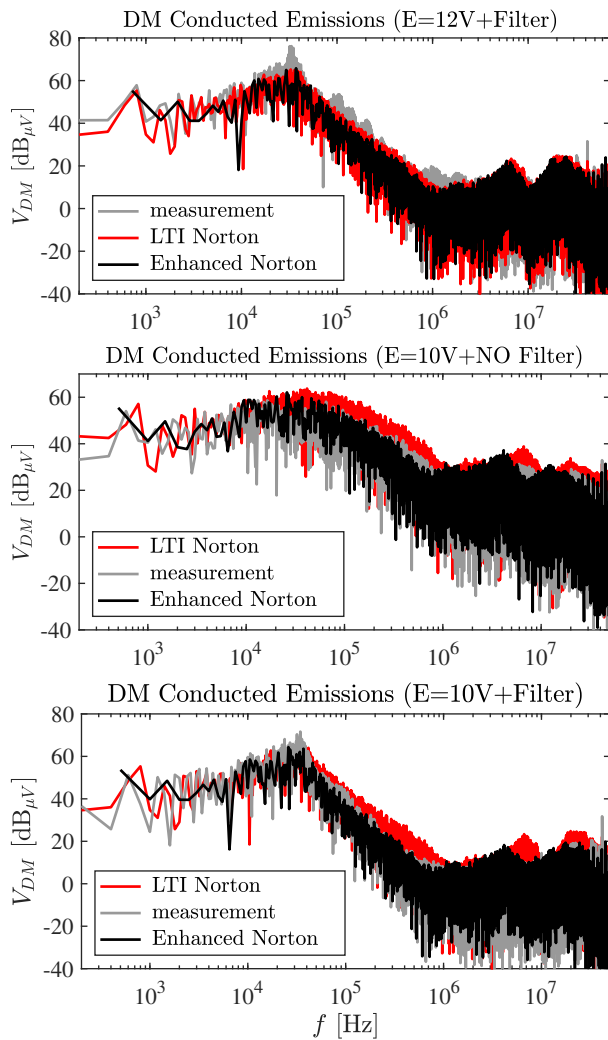 DM Conducted Emissions (E=12V+Filter)
80
60
40
20
0
-20
-40
V_DM [dB_μV]
measurement
LTI Norton
Enhanced Norton
10^3 10^4 10^5 10^6 10^7
DM Conducted Emissions (E=10V+NO Filter)
60
40
20
0
-20
-40
V_DM [dB_μV]
LTI Norton
measurement
Enhanced Norton
10^3 10^4 10^5 10^6 10^7
DM Conducted Emissions (E=10V+Filter)
80
60
40
20
0
-20
-40
V_DM [dB_μV]
LTI Norton
measurement
Enhanced Norton
10^3 10^4 10^5 10^6 10^7
f [Hz]